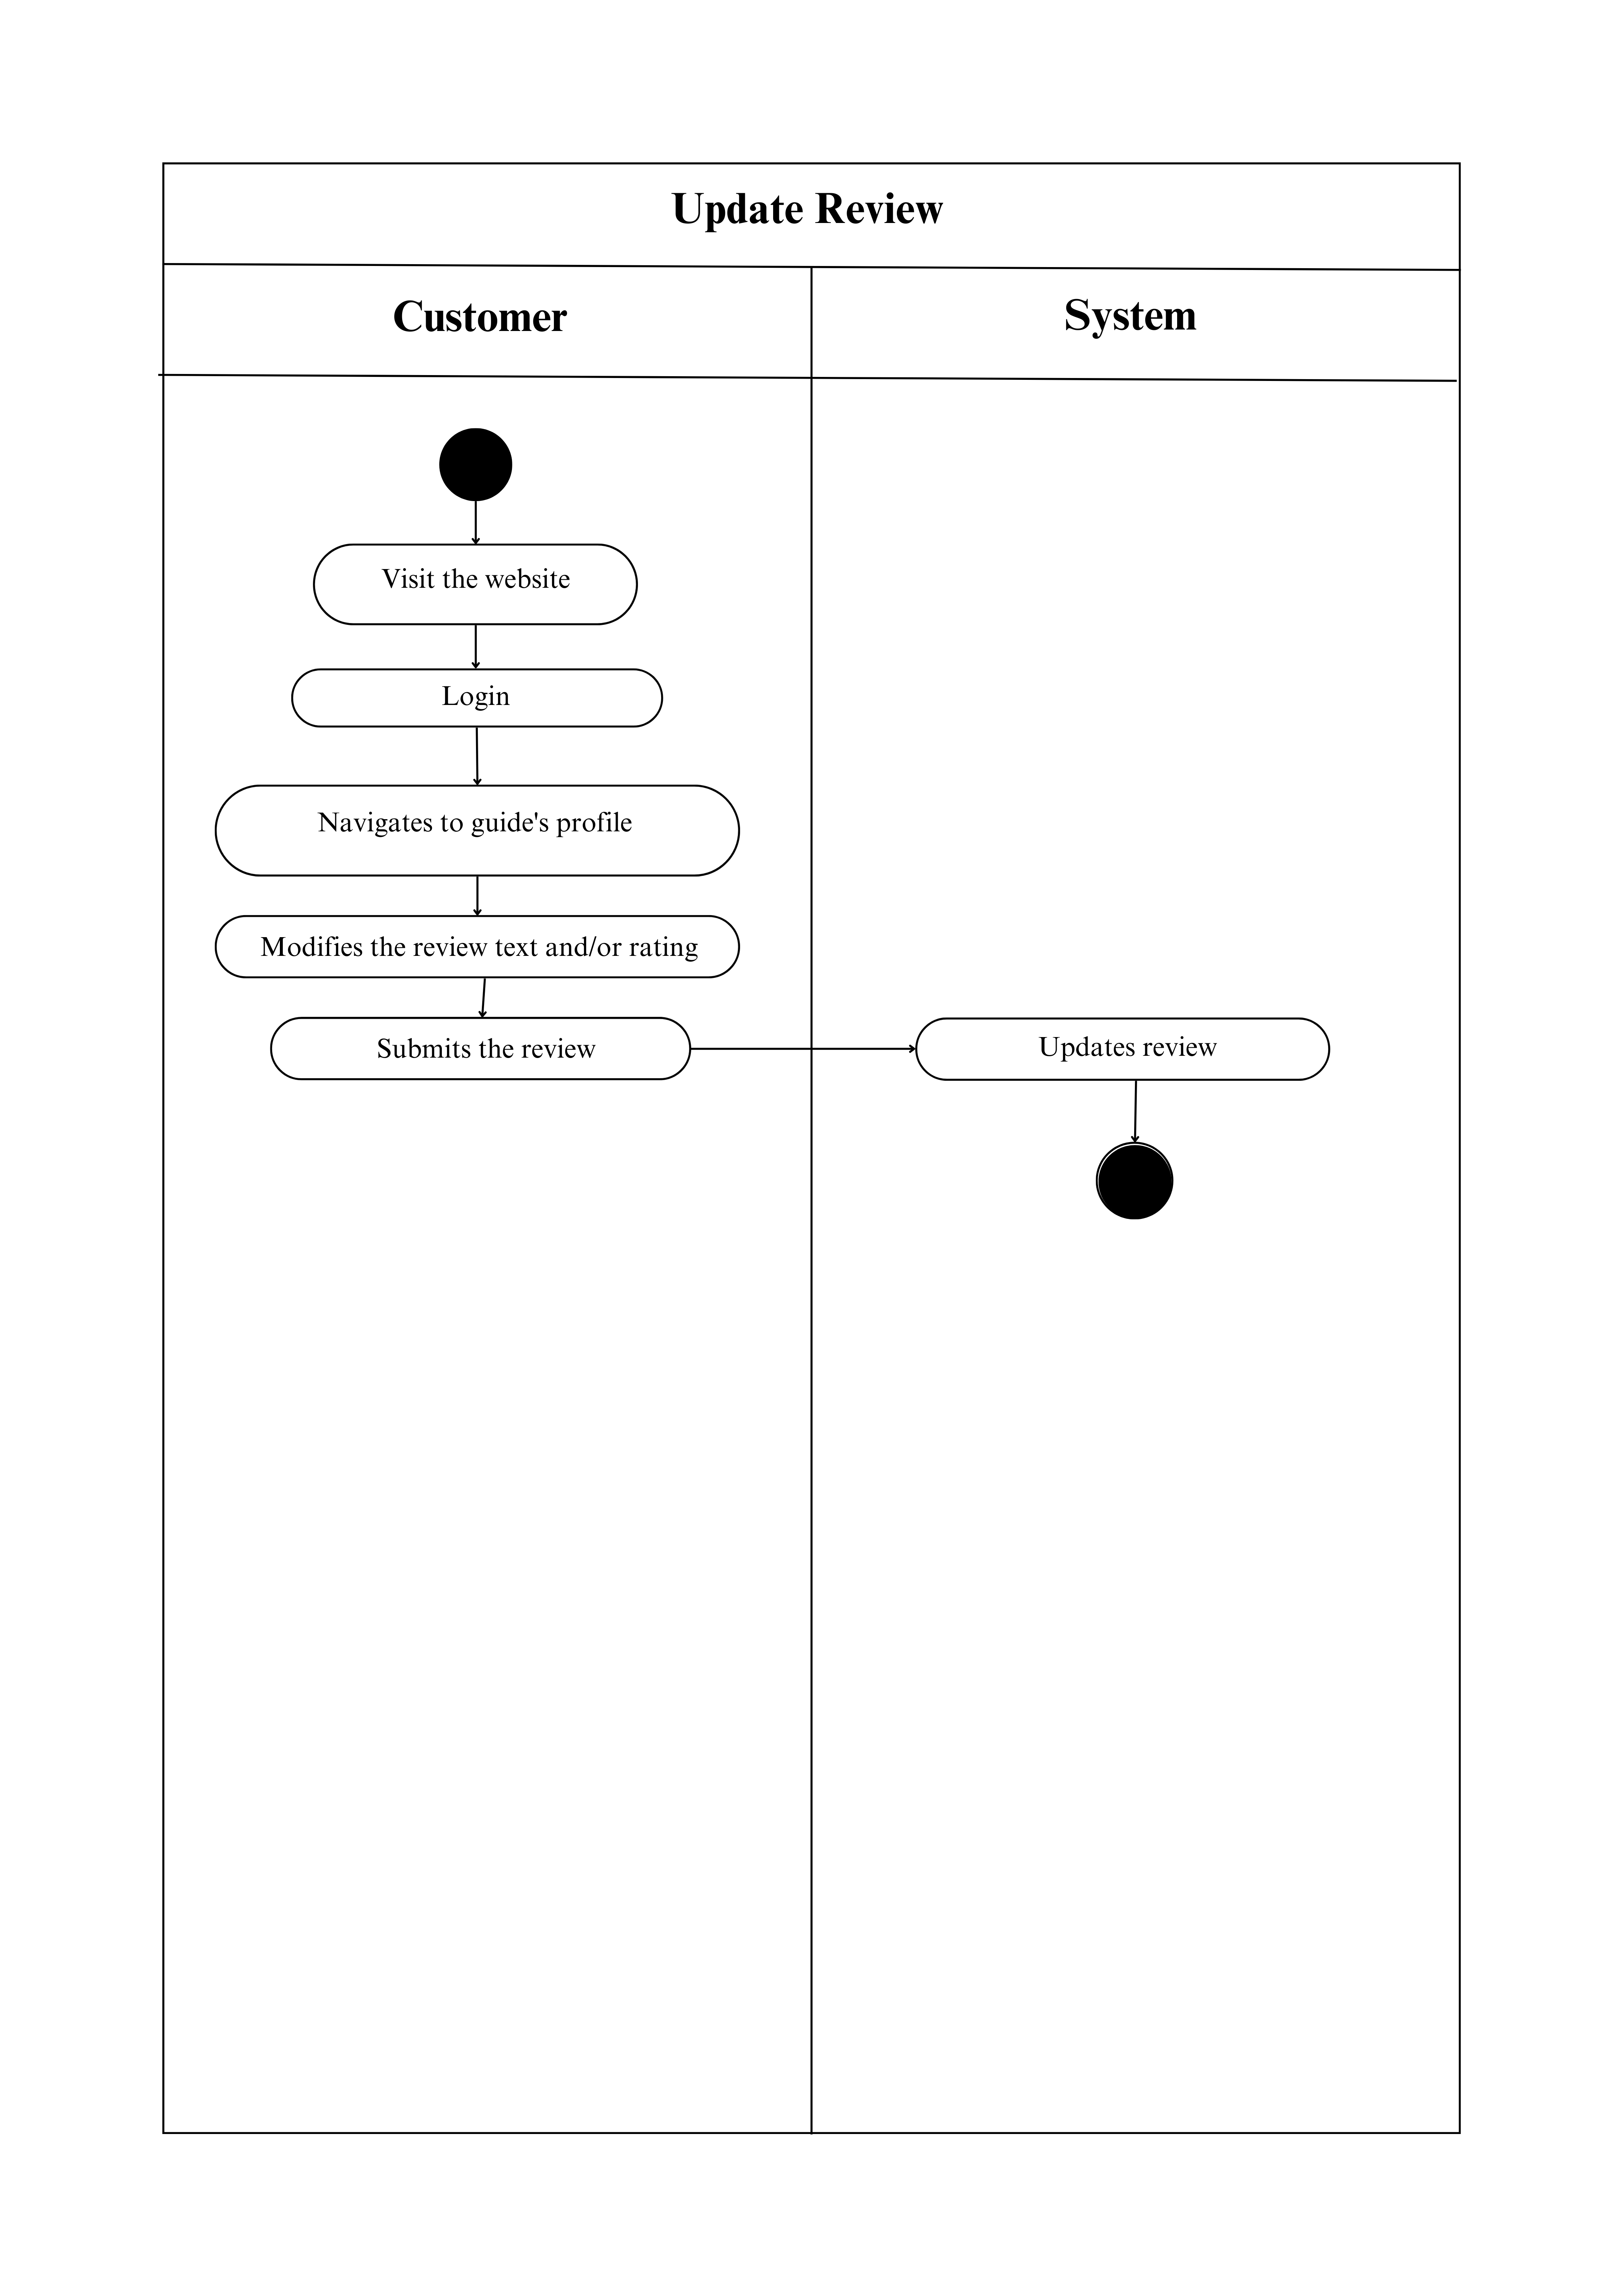 Update Review
Customer
System
Visit the website
Login
Navigates to guide's profile
Modifies the review text and/or rating
Submits the review
Updates review